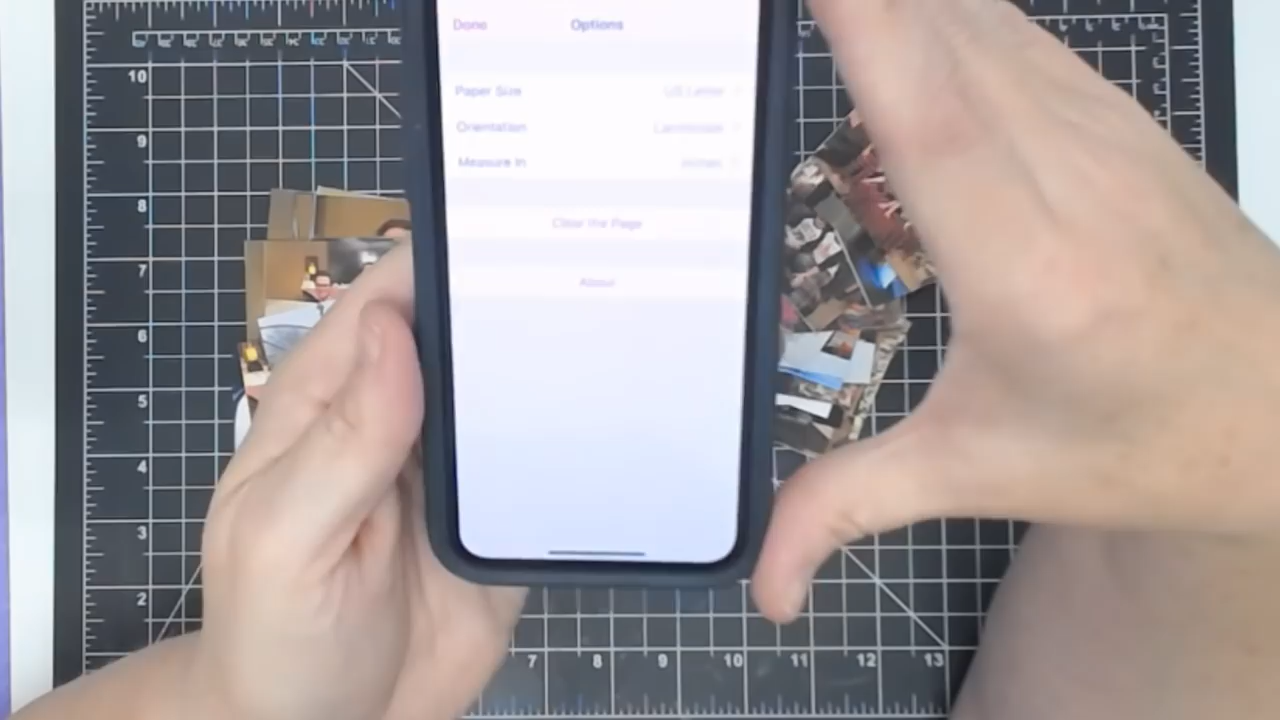 Done Options
Paper Size US Letter
Orientation Landscape
Measure In Inches
Clear the Page
About
10
9
8
7
6
5
4
3
2
7 8 9 10 11 12 13